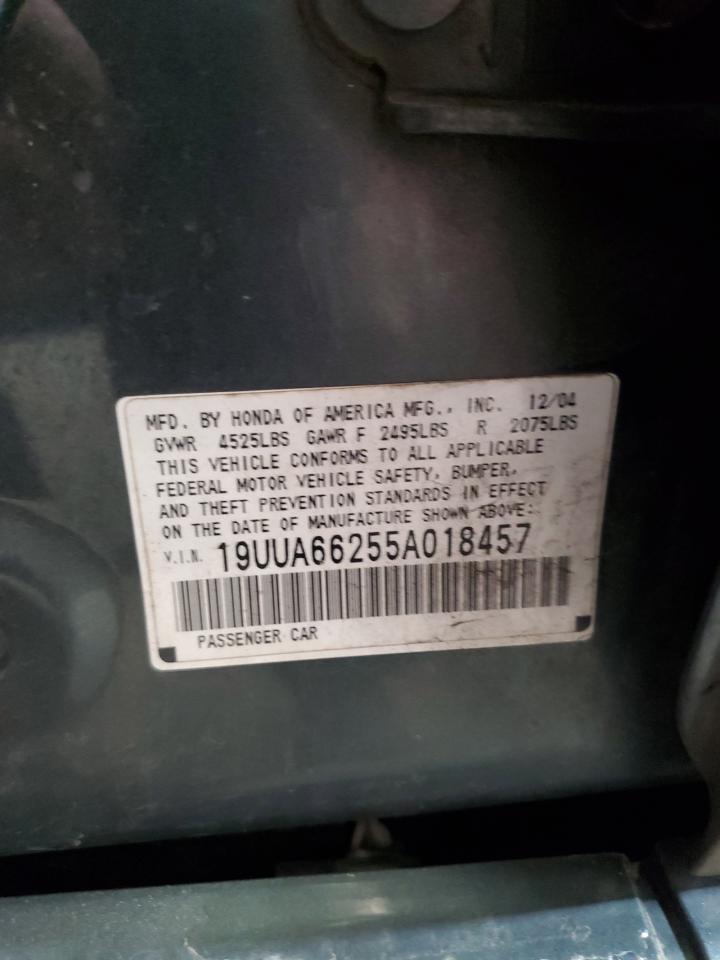 MFD. BY HONDA OF AMERICA MFG., INC. 12/04
GVWR 4525LBS GAWR F 2495LBS R 2075LBS
THIS VEHICLE CONFORMS TO ALL APPLICABLE
FEDERAL MOTOR VEHICLE SAFETY, BUMPER,
AND THEFT PREVENTION STANDARDS IN EFFECT
ON THE DATE OF MANUFACTURE SHOWN ABOVE:
V.I.N. 19UUA66255A018457
PASSENGER CAR